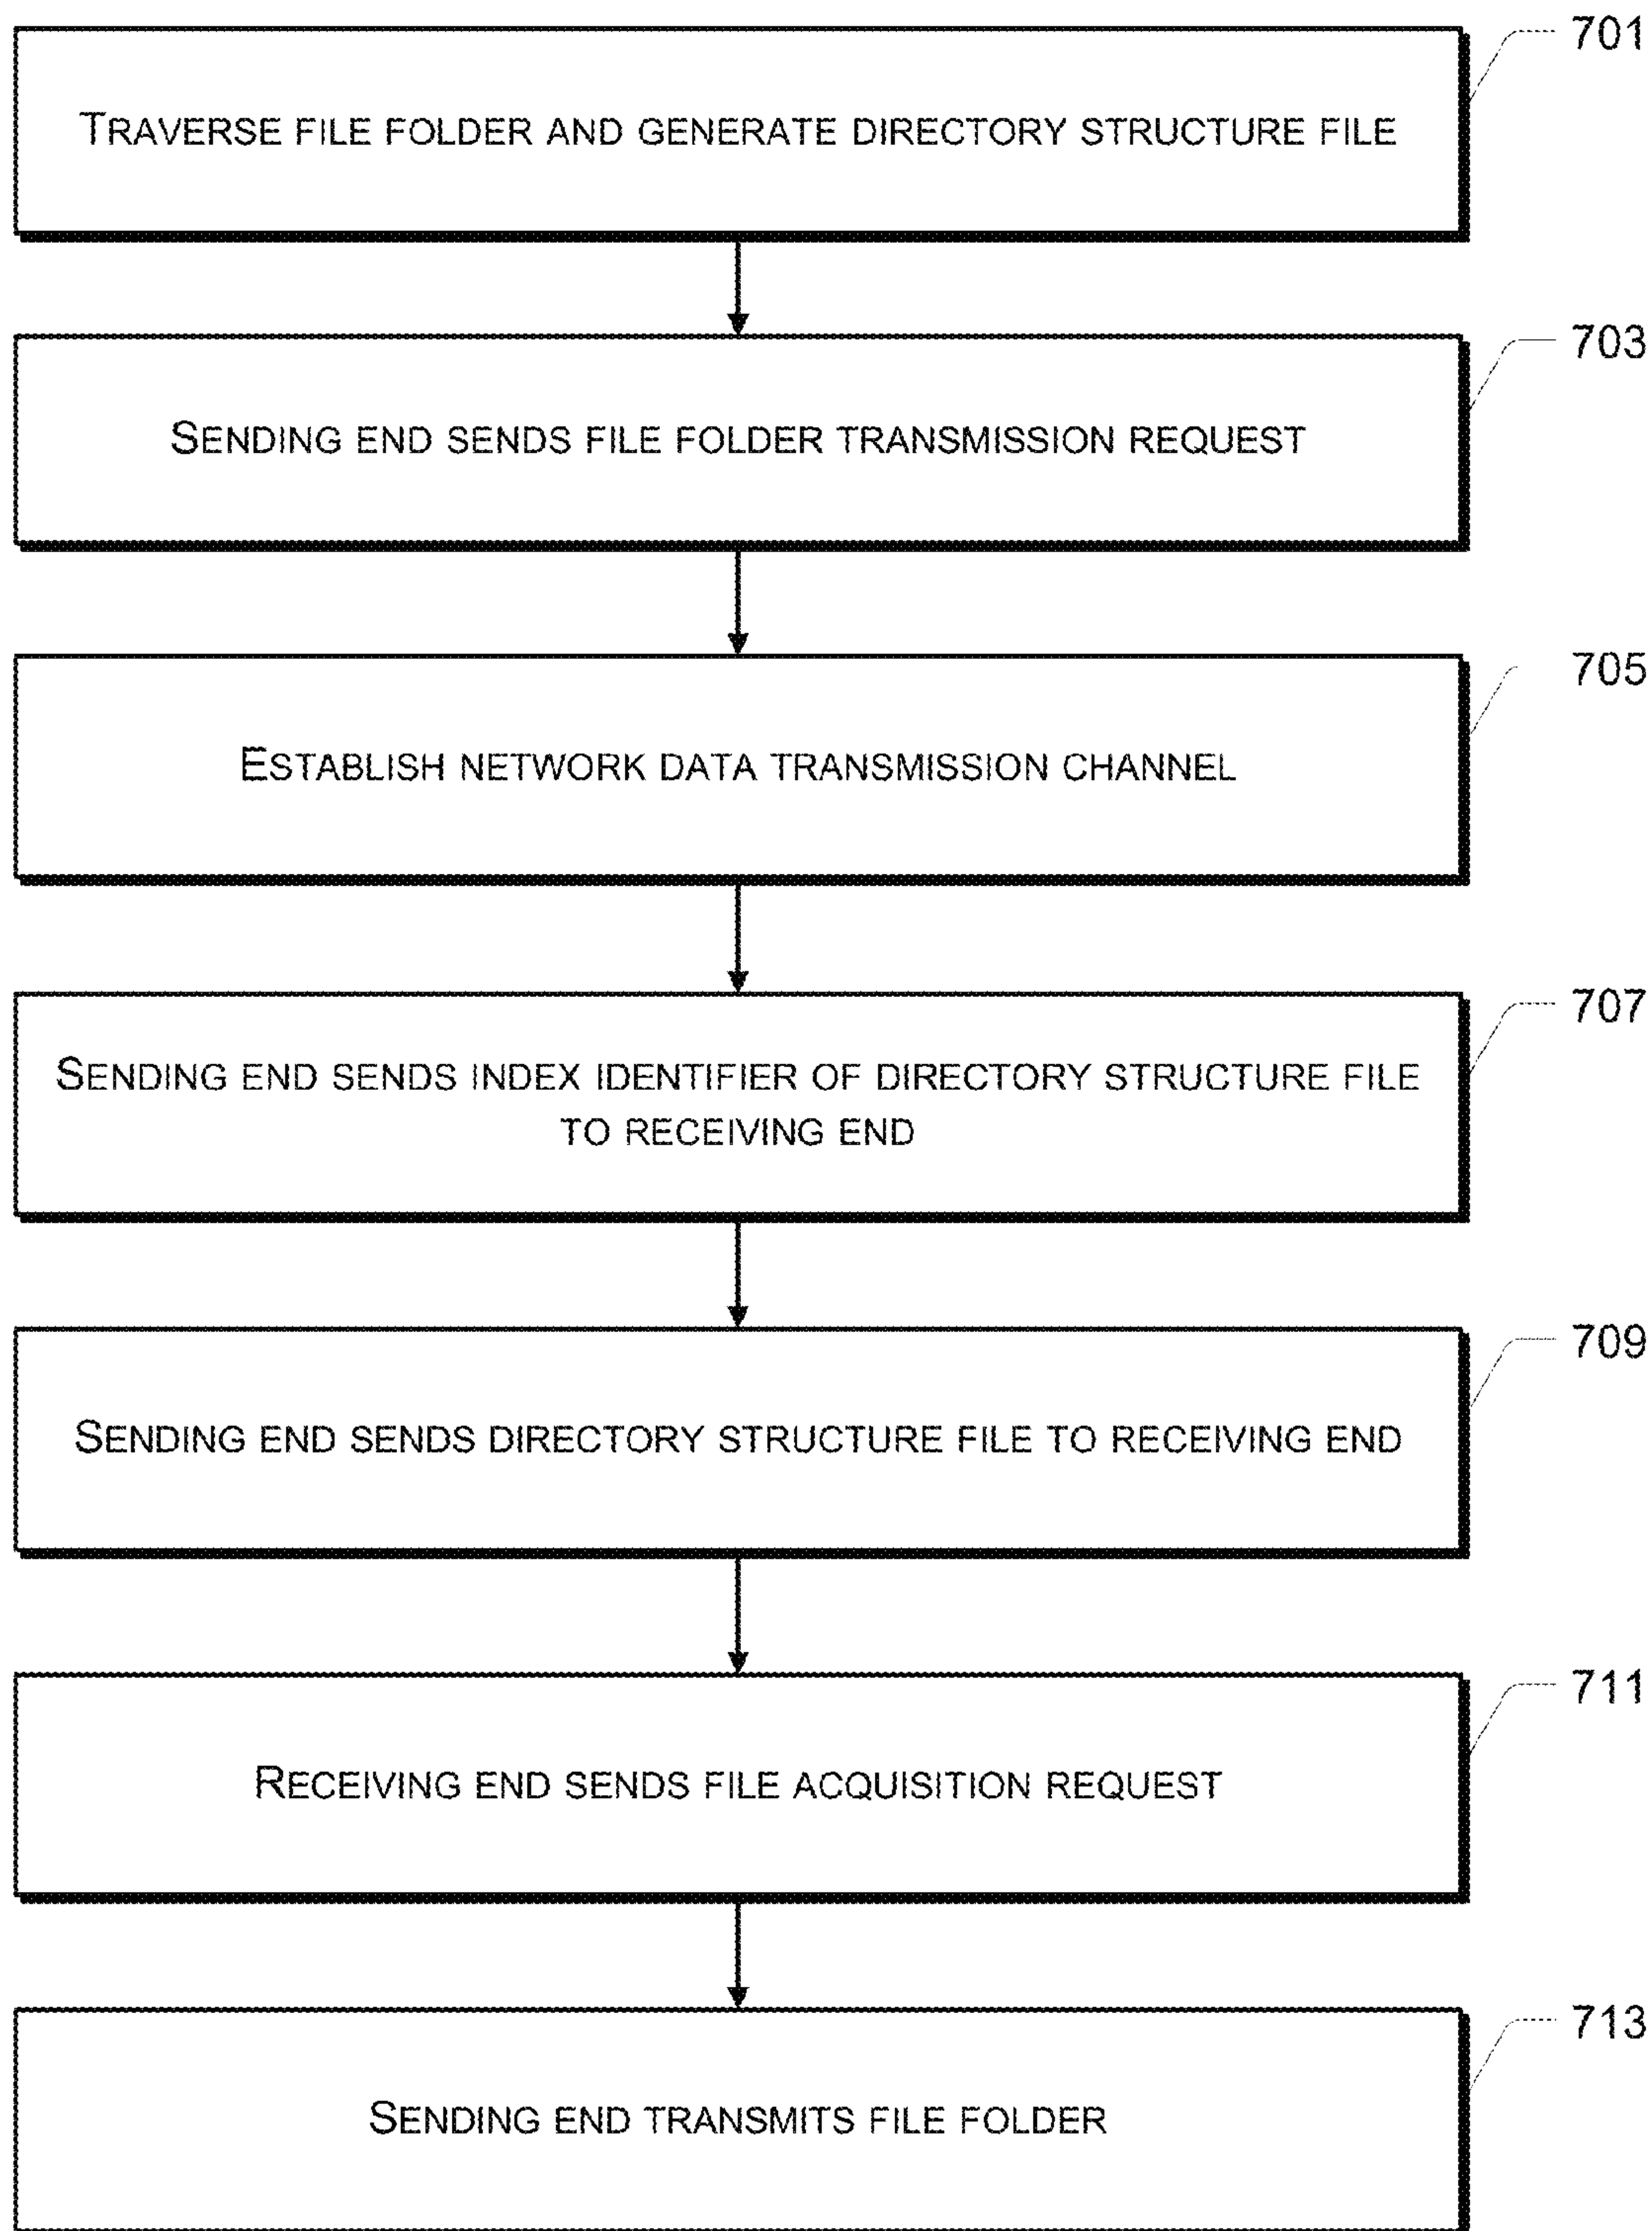 701
TRAVERSE FILE FOLDER AND GENERATE DIRECTORY STRUCTURE FILE
703
SENDING END SENDS FILE FOLDER TRANSMISSION REQUEST
705
ESTABLISH NETWORK DATA TRANSMISSION CHANNEL
707
SENDING END SENDS INDEX IDENTIFIER OF DIRECTORY STRUCTURE FILE
TO RECEIVING END
709
SENDING END SENDS DIRECTORY STRUCTURE FILE TO RECEIVING END
711
RECEIVING END SENDS FILE ACQUISITION REQUEST
713
SENDING END TRANSMITS FILE FOLDER